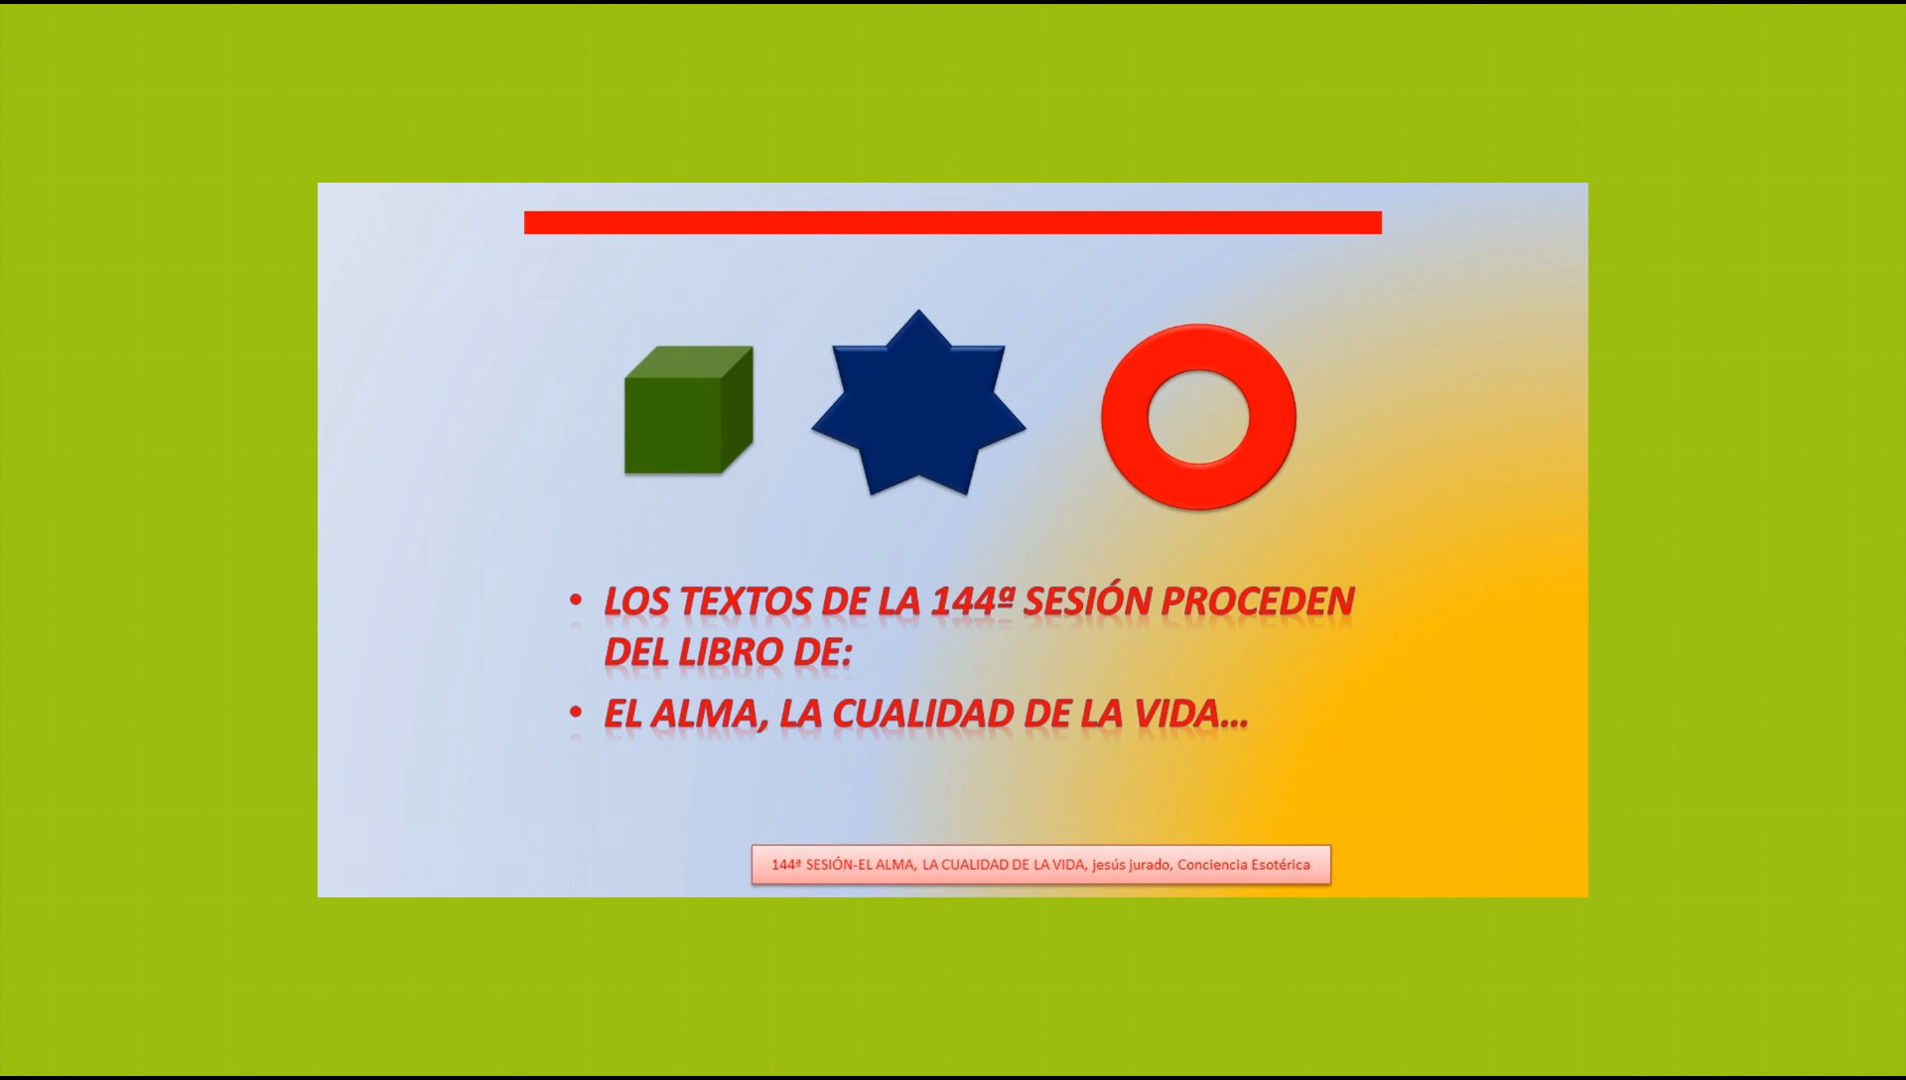 • LOS TEXTOS DE LA 144ª SESIÓN PROCEDEN
DEL LIBRO DE:
• EL ALMA, LA CUALIDAD DE LA VIDA...
144ª SESIÓN-EL ALMA, LA CUALIDAD DE LA VIDA, jesús jurado, Conciencia Esotérica